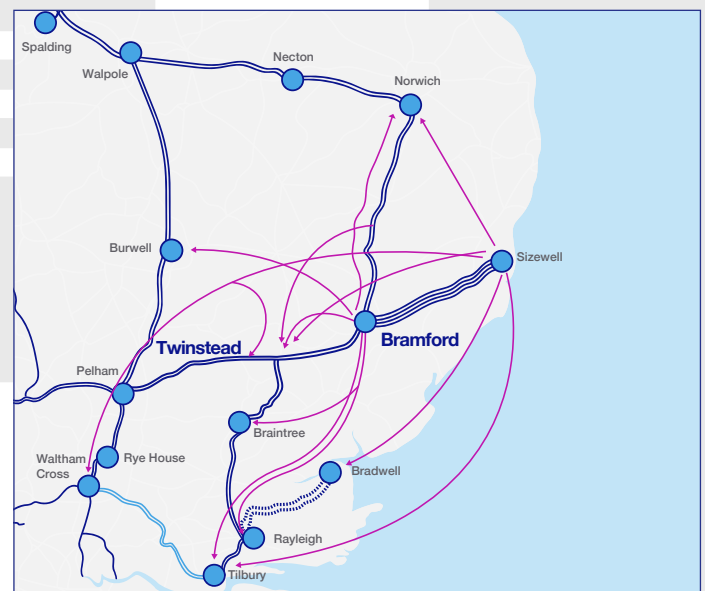 Spalding
Walpole
Necton
Norwich
Burwell
Sizewell
Twinstead
Bramford
Pelham
Braintree
Waltham
Cross
Rye House
Bradwell
Rayleigh
Tilbury